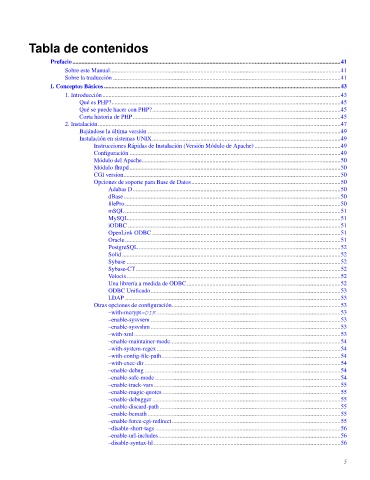 Tabla de contenidos
Prefacio 41
Sobre este Manual 41
Sobre la traducción 41
I. Conceptos Básicos 43
1. Introducción 43
Qué es PHP? 45
Qué se puede hacer con PHP? 45
Corta historia de PHP 45
2. Instalación 47
Bajándose la última versión 49
Instalación en sistemas UNIX 49
Instrucciones Rápidas de Instalación (Versión Módulo de Apache) 49
Configuración 49
Módulo del Apache 50
Módulo fhttpd 50
CGI version 50
Opciones de soporte para Base de Datos 50
Adabas D 50
dBase 50
filePro 50
mSQL 51
MySQL 51
iODBC 51
OpenLink ODBC 51
Oracle 51
PostgreSQL 52
Solid 52
Sybase 52
Sybase-CT 52
Velocis 52
Una librería a medida de ODBC 52
ODBC Unificado 53
LDAP 53
Otras opciones de configuración 53
–with-mcrypt=DIR 53
–enable-sysvsem 53
–enable-sysvshm 53
–with-xml 53
–enable-maintainer-mode 54
–with-system-regex 54
–with-config-file-path 54
–with-exec-dir 54
–enable-debug 54
–enable-safe-mode 54
–enable-track-vars 55
–enable-magic-quotes 55
–enable-debugger 55
–enable-discard-path 55
–enable-bcmath 55
–enable-force-cgi-redirect 55
–disable-short-tags 56
–enable-url-includes 56
–disable-syntax-hl 56
5